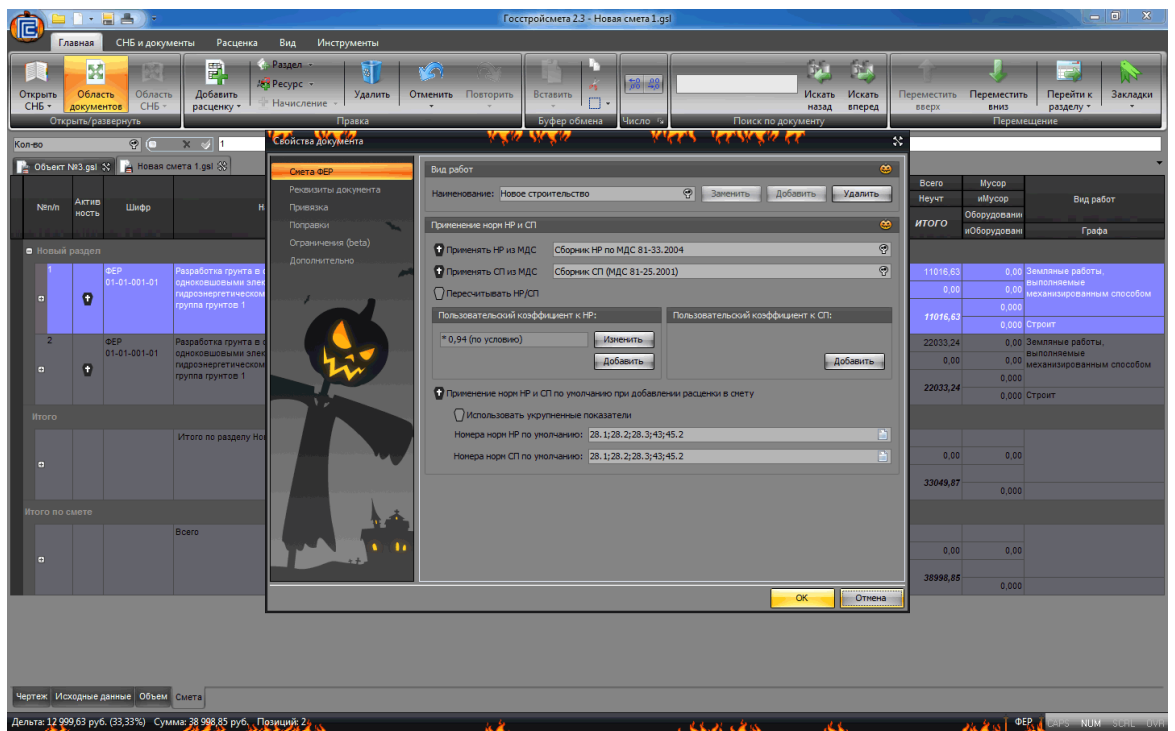 Госстройсмета 2.3 - Новая смета 1.gsl
Главная СНБ и документы Расценка Вид Инструменты
Открыть СНБ
Область документов
Область СНБ
Добавить расценку
Раздел
Ресурс
Начисление
Удалить
Отменить
Повторить
Вставить
Искать назад
Искать вперед
Переместить вверх
Переместить вниз
Перейти к разделу
Закладки
Открыть/развернуть Правка Буфер обмена Число Поиск по документу Перемещение
Кол-во 1
Объект №3.gsl Новая смета 1.gsl
№п/п
Актив
ность
Шифр
Н
Всего Мусор
Неучт иМусор
Вид работ
Оборудовани
ИТОГО
иОборудован
Графа
Новый раздел
1 ФЕР
01-01-001-01
Разработка грунта в с
одноковшовыми элек
гидроэнергетическом
группа грунтов 1
11016,63 0,00 Земляные работы,
выполняемые
0,00 0,00 механизированным способом
0,000
11016,63
0,000 Строит
2 ФЕР
01-01-001-01
Разработка грунта в с
одноковшовыми элек
гидроэнергетическом
группа грунтов 1
22033,24 0,00 Земляные работы,
выполняемые
0,00 0,00 механизированным способом
0,000
22033,24
0,000 Строит
Итого
Итого по разделу Нов
0,00 0,00
33049,87
0,000
Итого по смете
Всего
0,00 0,00
38998,85
0,000
Свойства документа
Смета ФЕР
Реквизиты документа
Привязка
Поправки
Ограничения (beta)
Дополнительно
Вид работ
Наименование: Новое строительство Заменить Добавить Удалить
Применение норм НР и СП
Применять НР из МДС Сборник НР по МДС 81-33.2004
Применять СП из МДС Сборник СП (МДС 81-25.2001)
Пересчитывать НР/СП
Пользовательский коэффициент к НР: Пользовательский коэффициент к СП:
* 0,94 (по условию) Изменить
Добавить Добавить
Применение норм НР и СП по умолчанию при добавлении расценки в смету
Использовать укрупненные показатели
Номера норм НР по умолчанию: 28.1;28.2;28.3;43;45.2
Номера норм СП по умолчанию: 28.1;28.2;28.3;43;45.2
OK Отмена
Чертеж Исходные данные Объем Смета
Дельта: 12 999,63 руб. (33,33%) Сумма: 38 998,85 руб. Позиций: 2 ФЕР CAPS NUM SCRL OVR